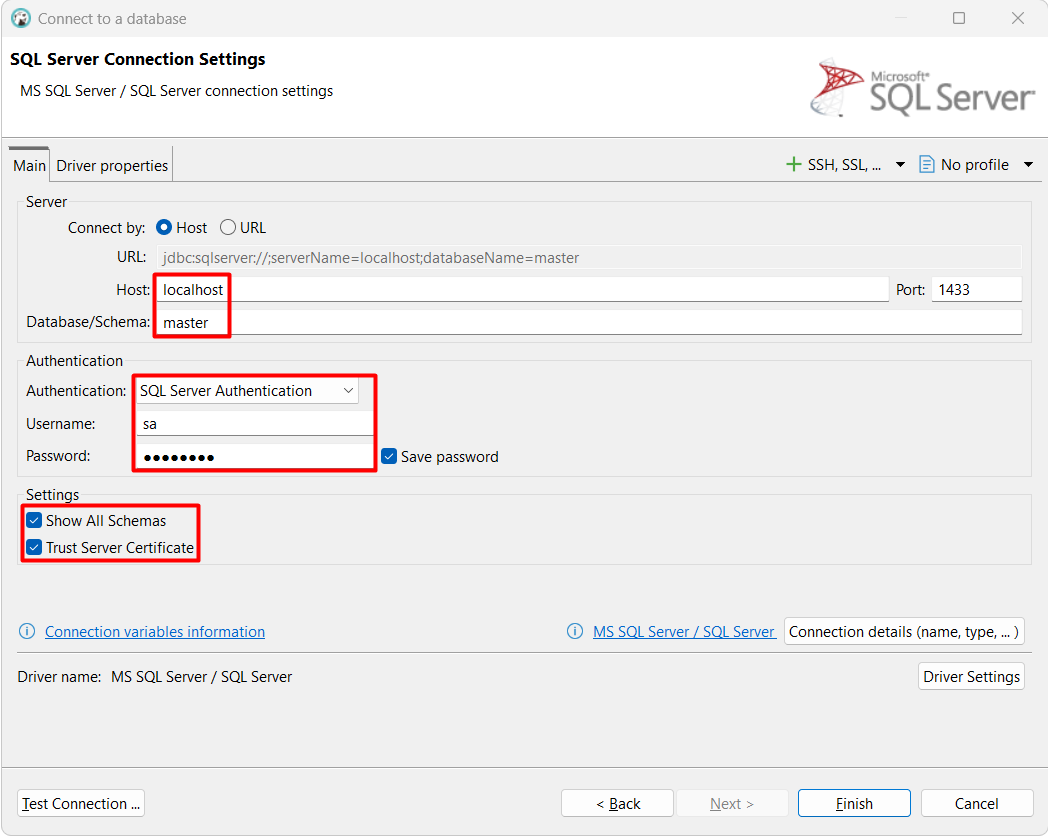 Connect to a database
SQL Server Connection Settings
MS SQL Server / SQL Server connection settings
Microsoft®
SQL Server
Main
Driver properties
SSH, SSL, ...
No profile
Server
Connect by:
Host
URL
URL:
jdbc:sqlserver://;serverName=localhost;databaseName=master
Host:
localhost
Port:
1433
Database/Schema:
master
Authentication
Authentication:
SQL Server Authentication
Username:
sa
Password:
●●●●●●●●
Save password
Settings
Show All Schemas
Trust Server Certificate
Connection variables information
MS SQL Server / SQL Server
Connection details (name, type, ... )
Driver name:
MS SQL Server / SQL Server
Driver Settings
Test Connection ...
< Back
Next >
Finish
Cancel